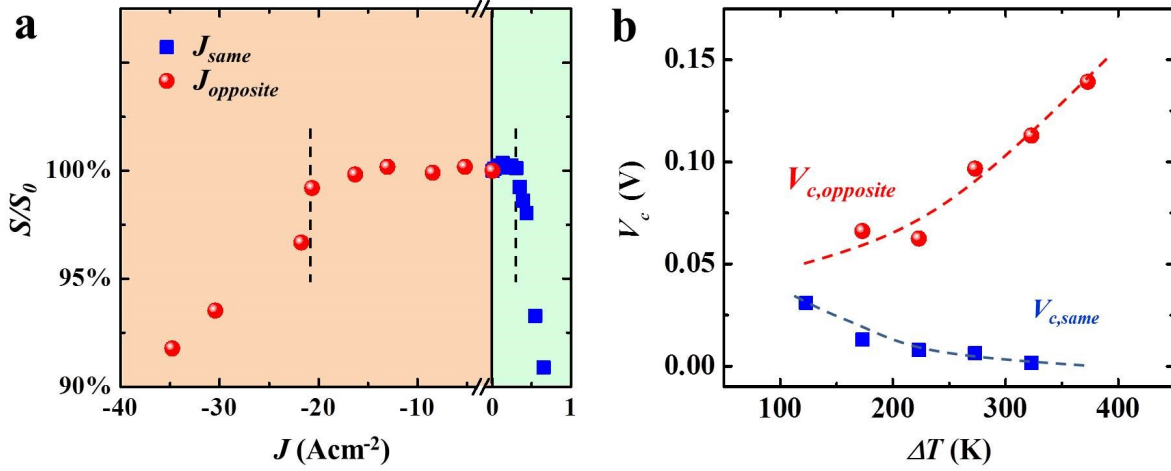 a
J_same
J_opposite
100%
95%
90%
S/S_0
-40
-30
-20
-10
0
1
J (Acm^-2)
b
0.15
0.10
0.05
0.00
V_c (V)
V_c,opposite
V_c,same
100
200
300
400
ΔT (K)